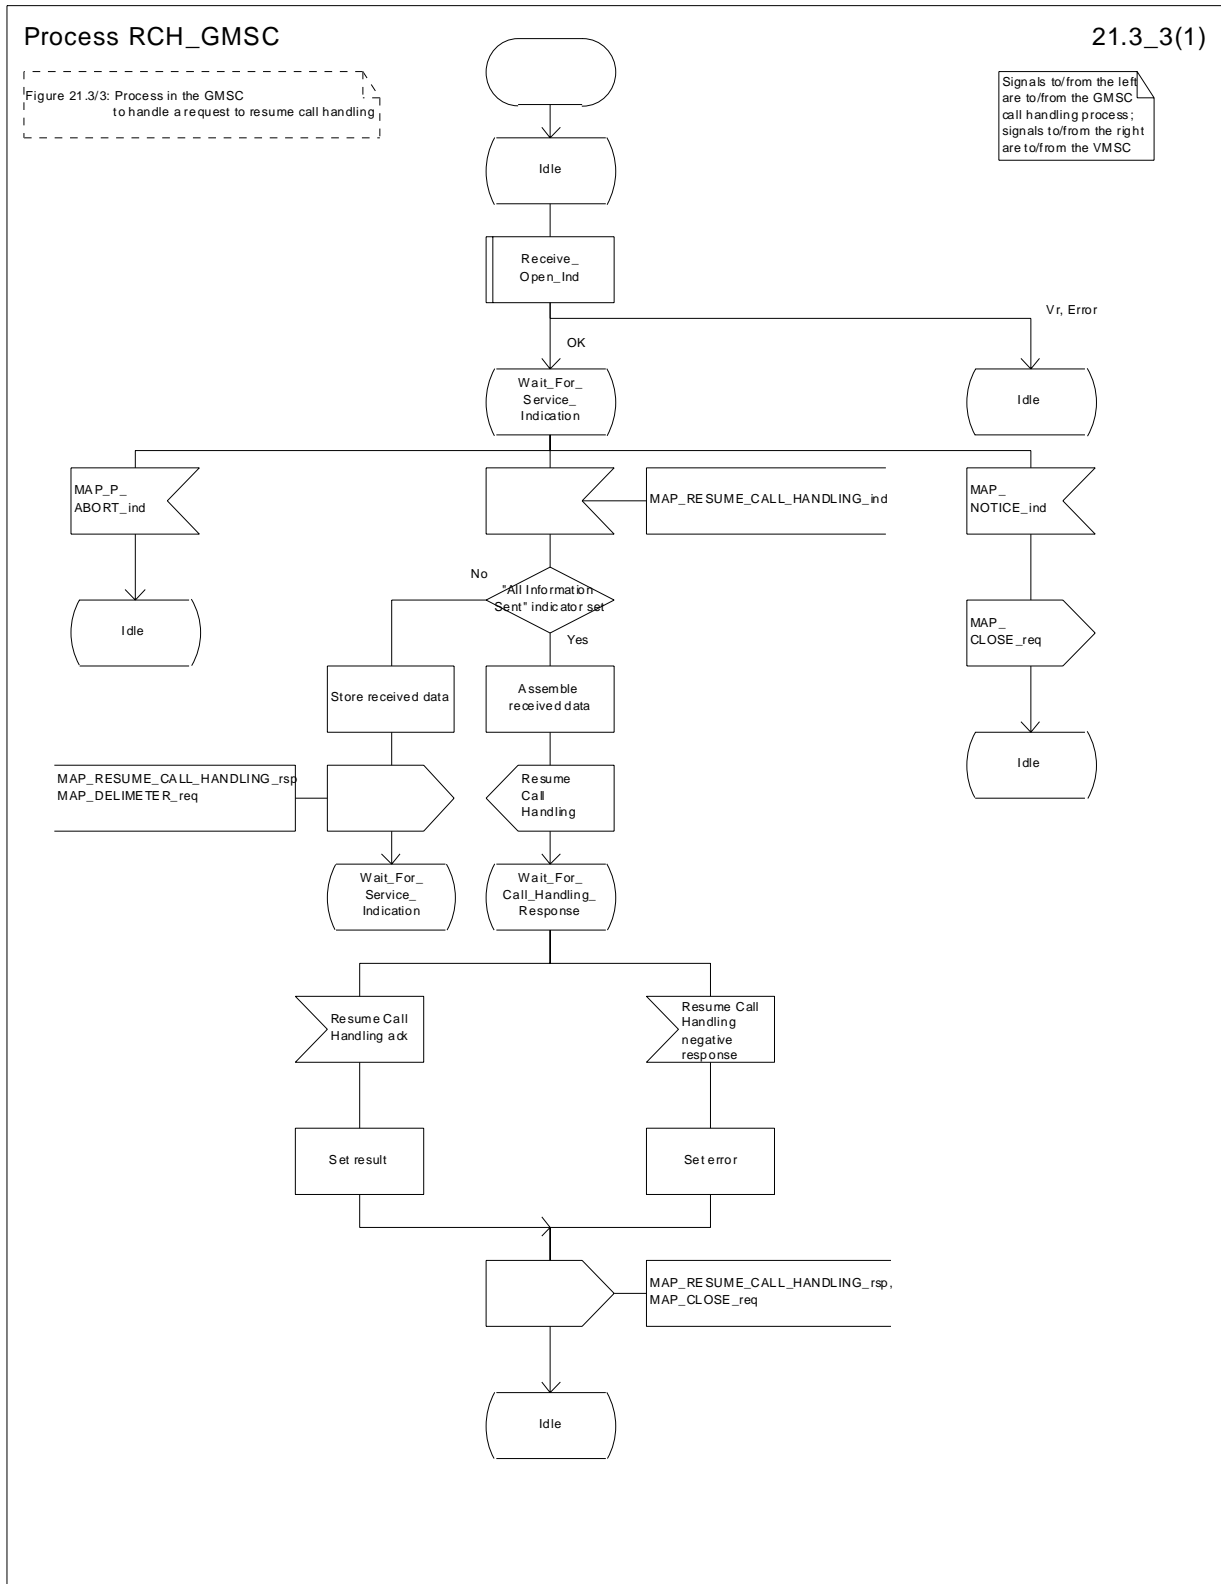 Process RCH_GMSC
21.3_3(1)
Figure 21.3/3: Process in the GMSC
to handle a request to resume call handling
Signals to/from the left
are to/from the GMSC
call handling process;
signals to/from the right
are to/from the VMSC
Idle
Receive_
Open_Ind
Vr, Error
OK
Wait_For_
Service_
Indication
Idle
MAP_P_
ABORT_ind
MAP_RESUME_CALL_HANDLING_ind
MAP_
NOTICE_ind
No
"All Information
Sent" indicator set
Yes
Idle
MAP_
CLOSE_req
Store received data
Assemble
received data
Idle
MAP_RESUME_CALL_HANDLING_rsp
MAP_DELIMETER_req
Resume
Call
Handling
Wait_For_
Service_
Indication
Wait_For_
Call_Handling_
Response
Resume Call
Handling ack
Resume Call
Handling
negative
response
Set result
Set error
MAP_RESUME_CALL_HANDLING_rsp,
MAP_CLOSE_req
Idle